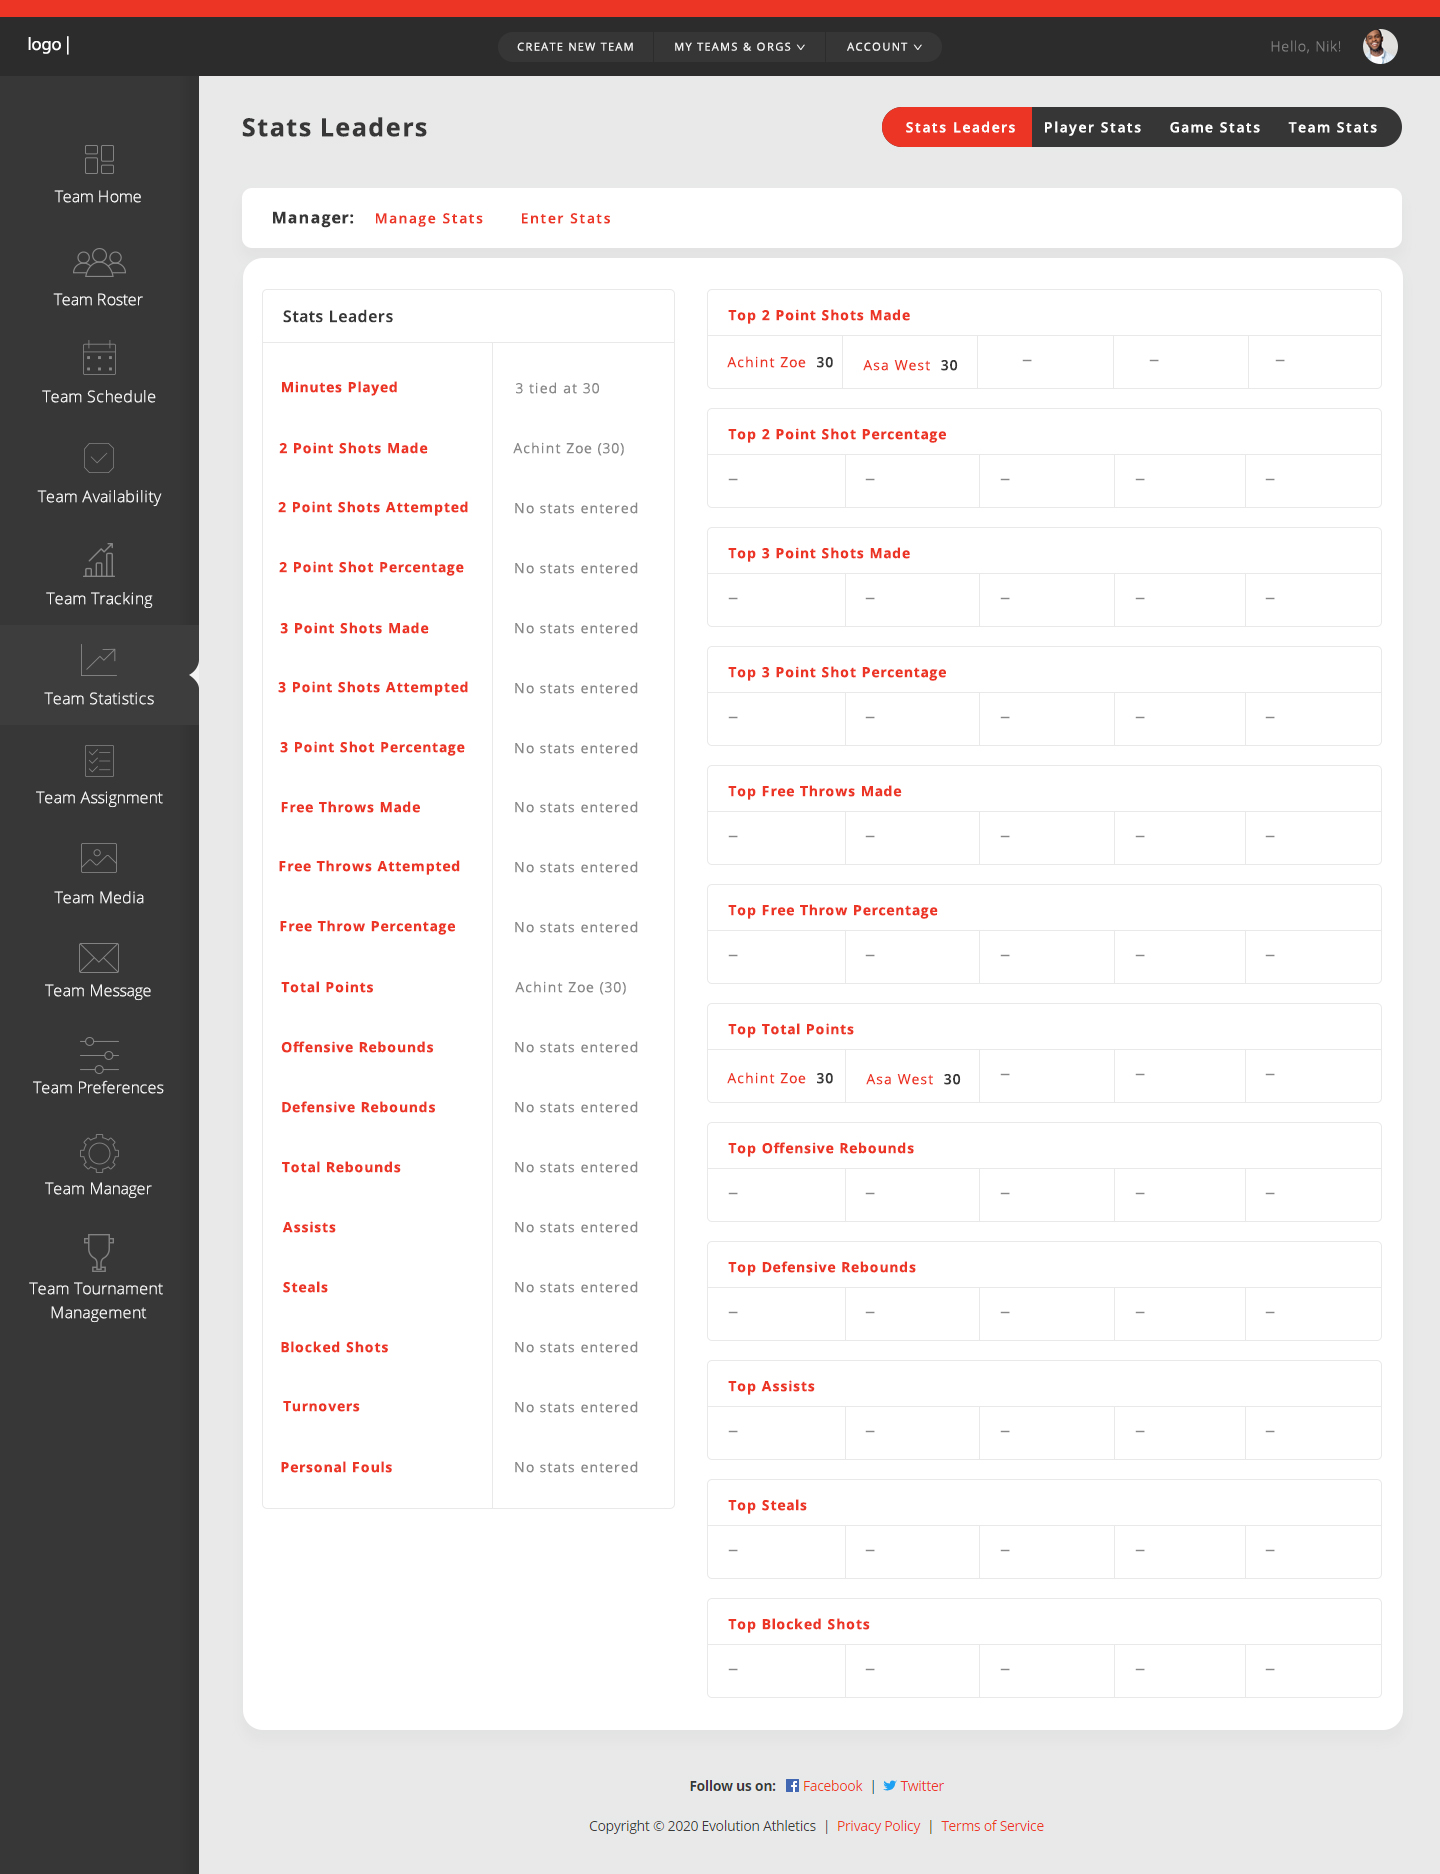 logo |
CREATE NEW TEAM
MY TEAMS & ORGS
ACCOUNT
Hello, Nik!
Team Home
Team Roster
Team Schedule
Team Availability
Team Tracking
Team Statistics
Team Assignment
Team Media
Team Message
Team Preferences
Team Manager
Team Tournament
Management
Stats Leaders
Stats Leaders
Player Stats
Game Stats
Team Stats
Manager: Manage Stats Enter Stats
Stats Leaders
Minutes Played 3 tied at 30
2 Point Shots Made Achint Zoe (30)
2 Point Shots Attempted No stats entered
2 Point Shot Percentage No stats entered
3 Point Shots Made No stats entered
3 Point Shots Attempted No stats entered
3 Point Shot Percentage No stats entered
Free Throws Made No stats entered
Free Throws Attempted No stats entered
Free Throw Percentage No stats entered
Total Points Achint Zoe (30)
Offensive Rebounds No stats entered
Defensive Rebounds No stats entered
Total Rebounds No stats entered
Assists No stats entered
Steals No stats entered
Blocked Shots No stats entered
Turnovers No stats entered
Personal Fouls No stats entered
Top 2 Point Shots Made
Achint Zoe 30 Asa West 30 – – –
Top 2 Point Shot Percentage
– – – – –
Top 3 Point Shots Made
– – – – –
Top 3 Point Shot Percentage
– – – – –
Top Free Throws Made
– – – – –
Top Free Throw Percentage
– – – – –
Top Total Points
Achint Zoe 30 Asa West 30 – – –
Top Offensive Rebounds
– – – – –
Top Defensive Rebounds
– – – – –
Top Assists
– – – – –
Top Steals
– – – – –
Top Blocked Shots
– – – – –
Follow us on: Facebook | Twitter
Copyright © 2020 Evolution Athletics | Privacy Policy | Terms of Service